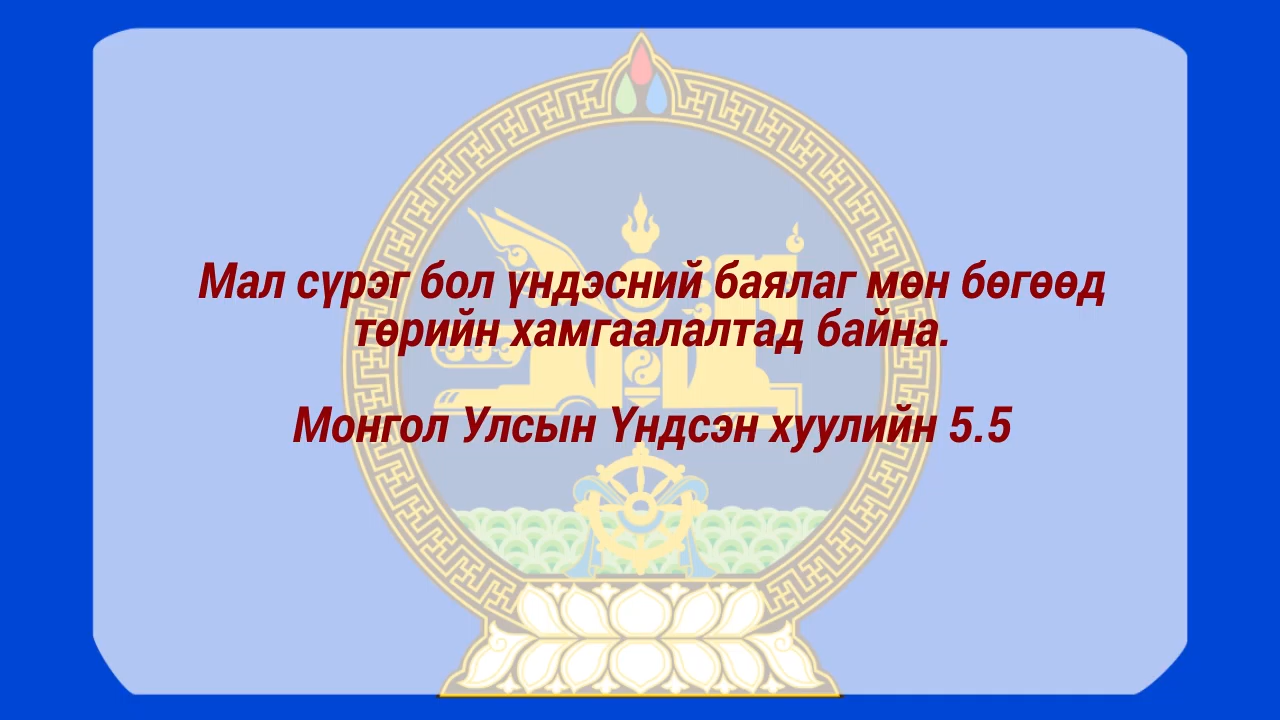 Мал сүрэг бол үндэсний баялаг мөн бөгөөд
төрийн хамгаалалтад байна.
Монгол Улсын Үндсэн хуулийн 5.5